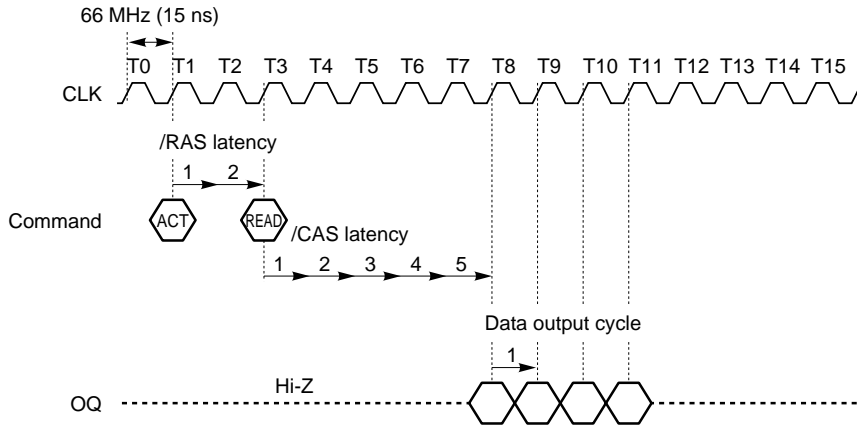 66 MHz (15 ns)
T0 T1 T2 T3 T4 T5 T6 T7 T8 T9 T10 T11 T12 T13 T14 T15
CLK
/RAS latency
1 2
Command ACT READ
/CAS latency
1 2 3 4 5
Data output cycle
1
Hi-Z
OQ